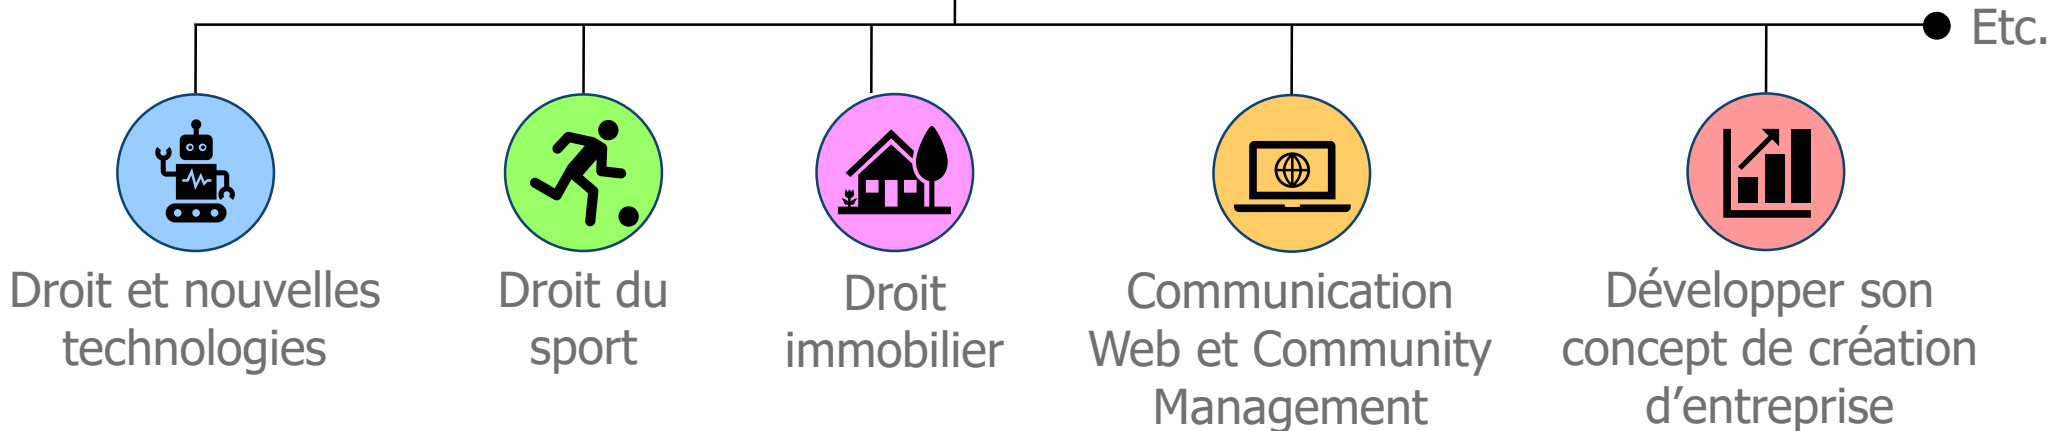 Etc.
Droit et nouvelles
technologies
Droit du
sport
Droit
immobilier
Communication
Web et Community
Management
Développer son
concept de création
d’entreprise